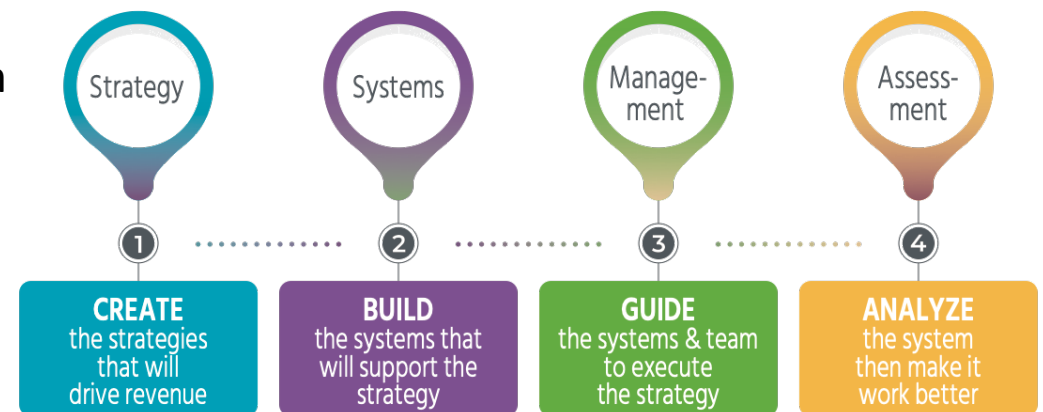 Strategy
Systems
Manage-
ment
Assess-
ment
1
2
3
4
CREATE
the strategies
that will
drive revenue
BUILD
the systems that
will support the
strategy
GUIDE
the systems & team
to execute
the strategy
ANALYZE
the system
then make it
work better